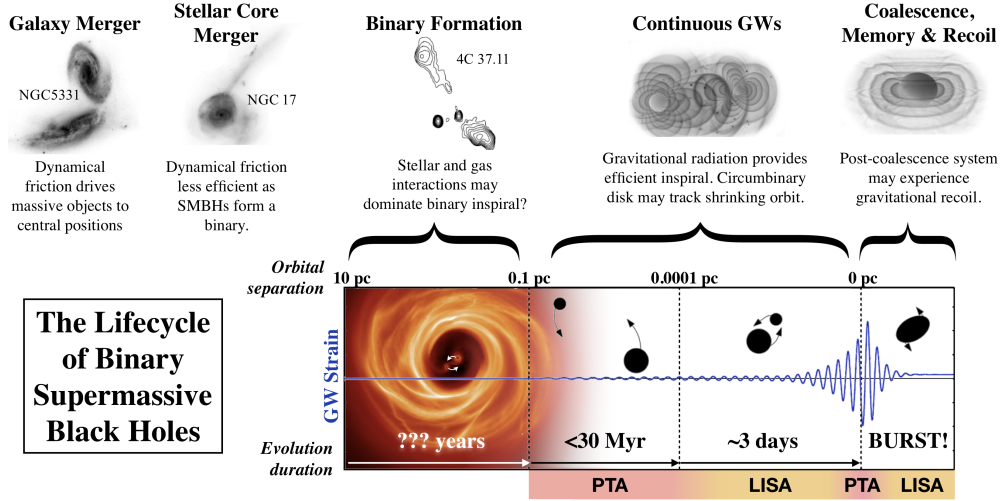 Galaxy Merger
NGC5331
Dynamical
friction drives
massive objects to
central positions
Stellar Core
Merger
NGC 17
Dynamical friction
less efficient as
SMBHs form a
binary.
Binary Formation
4C 37.11
Stellar and gas
interactions may
dominate binary inspiral?
Continuous GWs
Gravitational radiation provides
efficient inspiral. Circumbinary
disk may track shrinking orbit.
Coalescence,
Memory & Recoil
Post-coalescence system
may experience
gravitational recoil.
The Lifecycle
of Binary
Supermassive
Black Holes
Orbital
separation
10 pc
0.1 pc
0.0001 pc
0 pc
GW Strain
Evolution
duration
??? years
<30 Myr
~3 days
BURST!
PTA
LISA
PTA
LISA